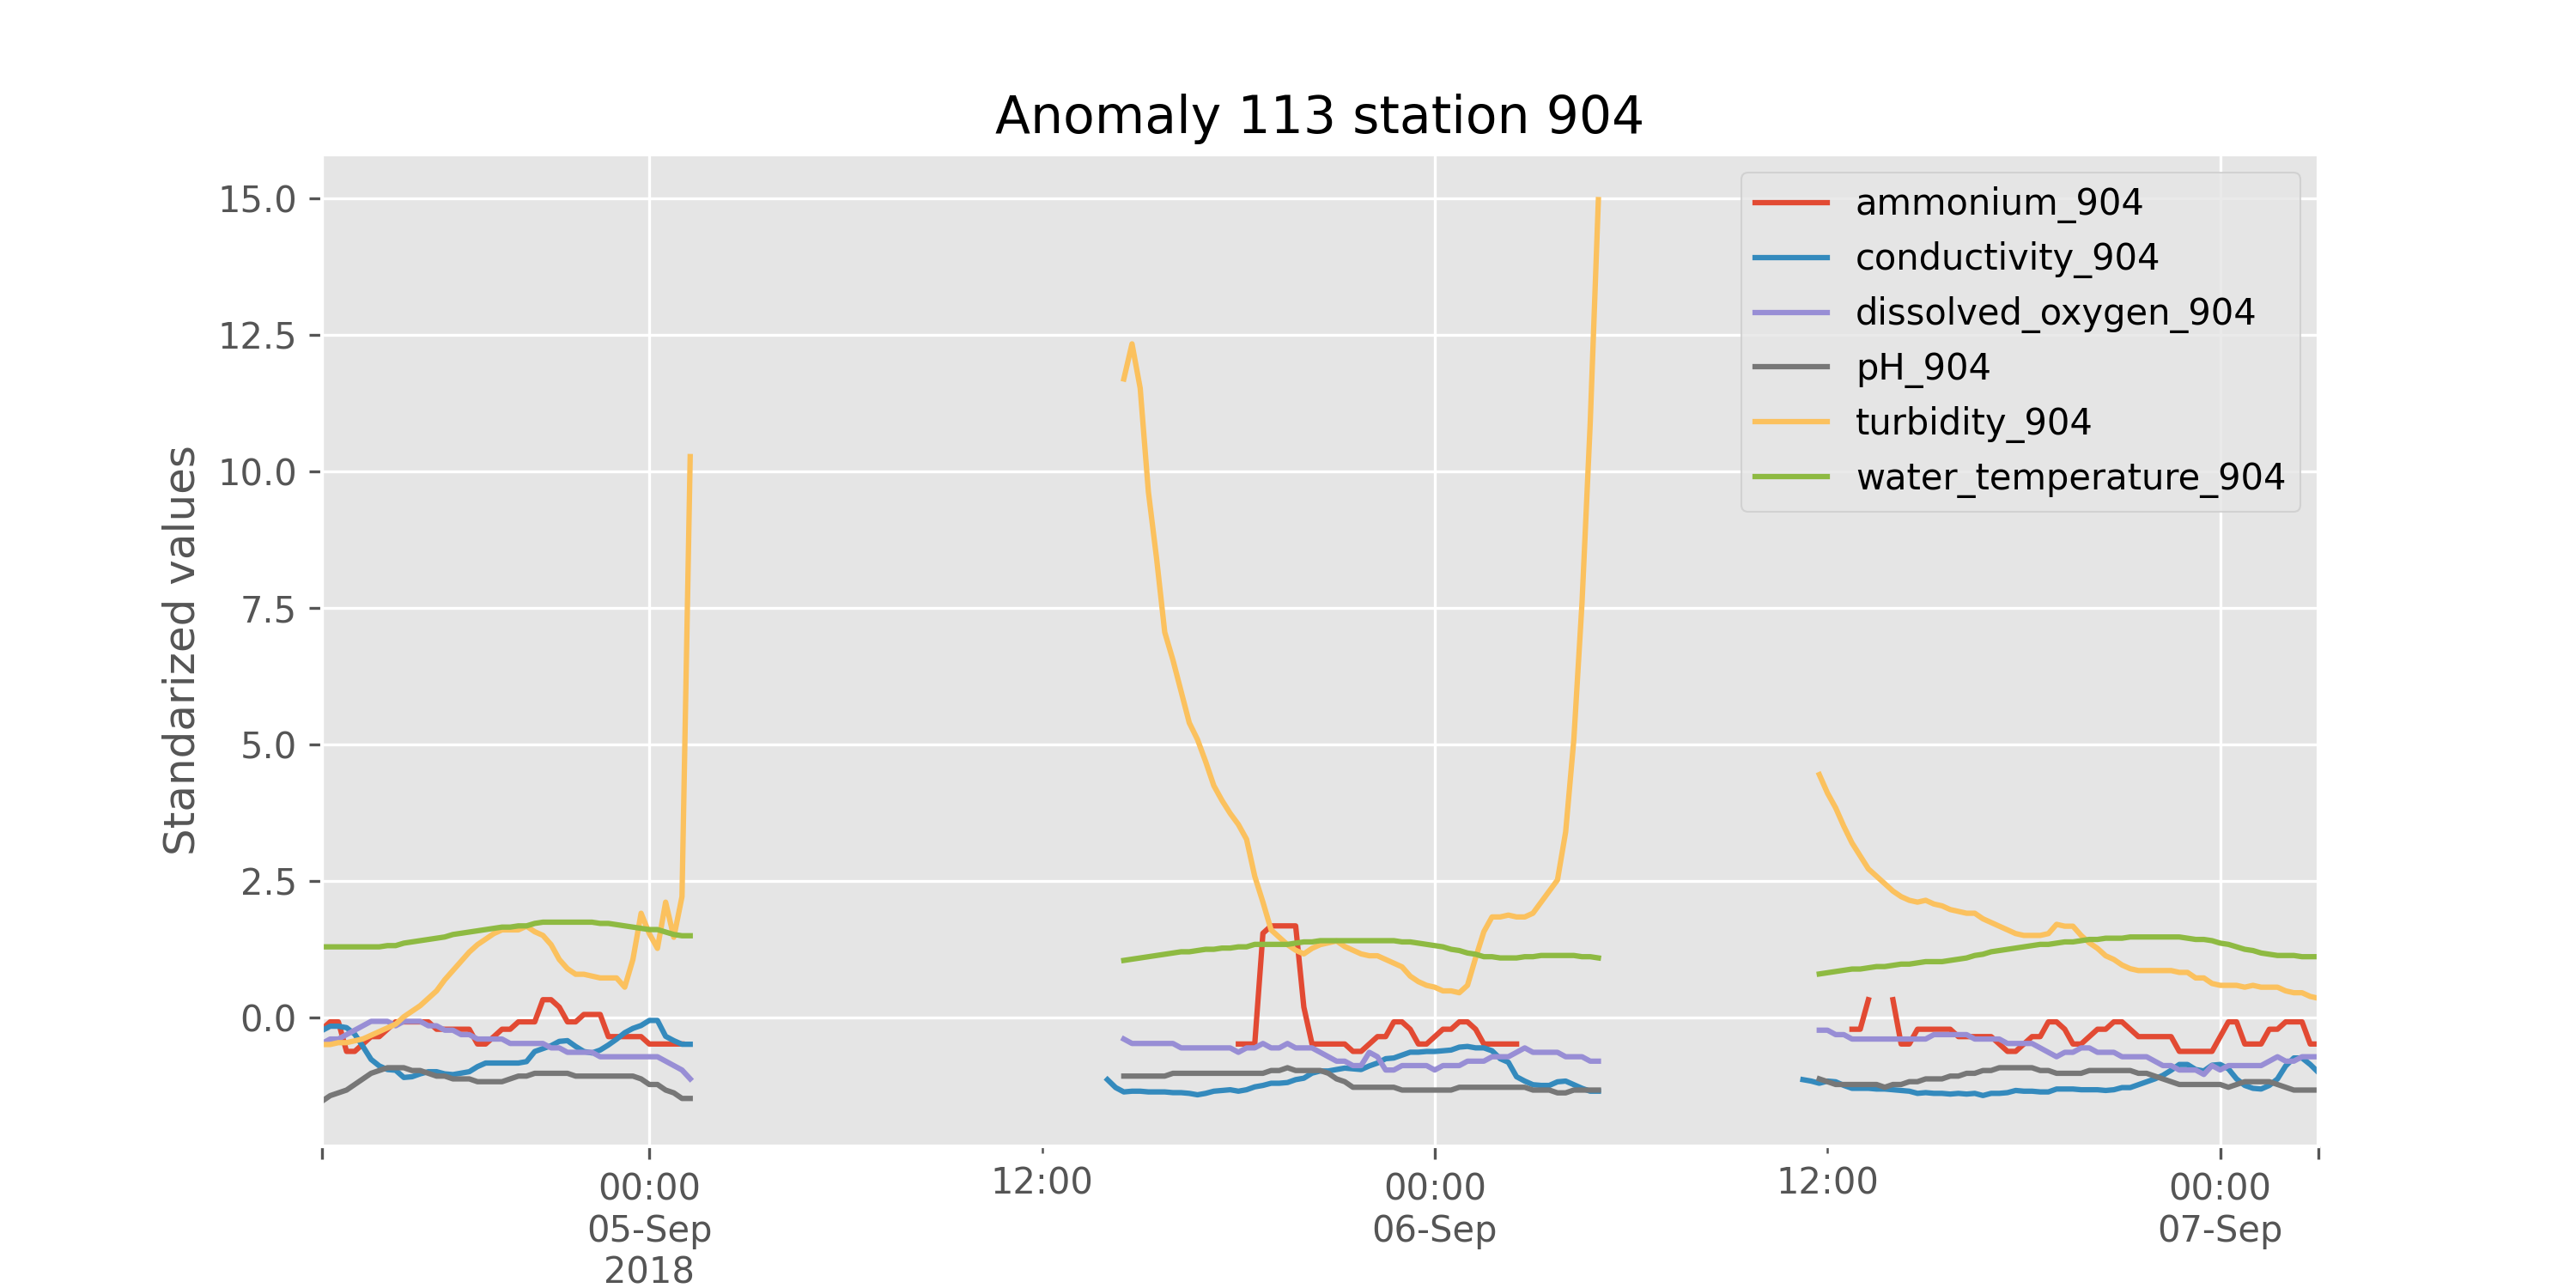 Anomaly 113 station 904
Standarized values
15.0
12.5
10.0
7.5
5.0
2.5
0.0
ammonium_904
conductivity_904
dissolved_oxygen_904
pH_904
turbidity_904
water_temperature_904
00:00
05-Sep
2018
12:00
00:00
06-Sep
12:00
00:00
07-Sep